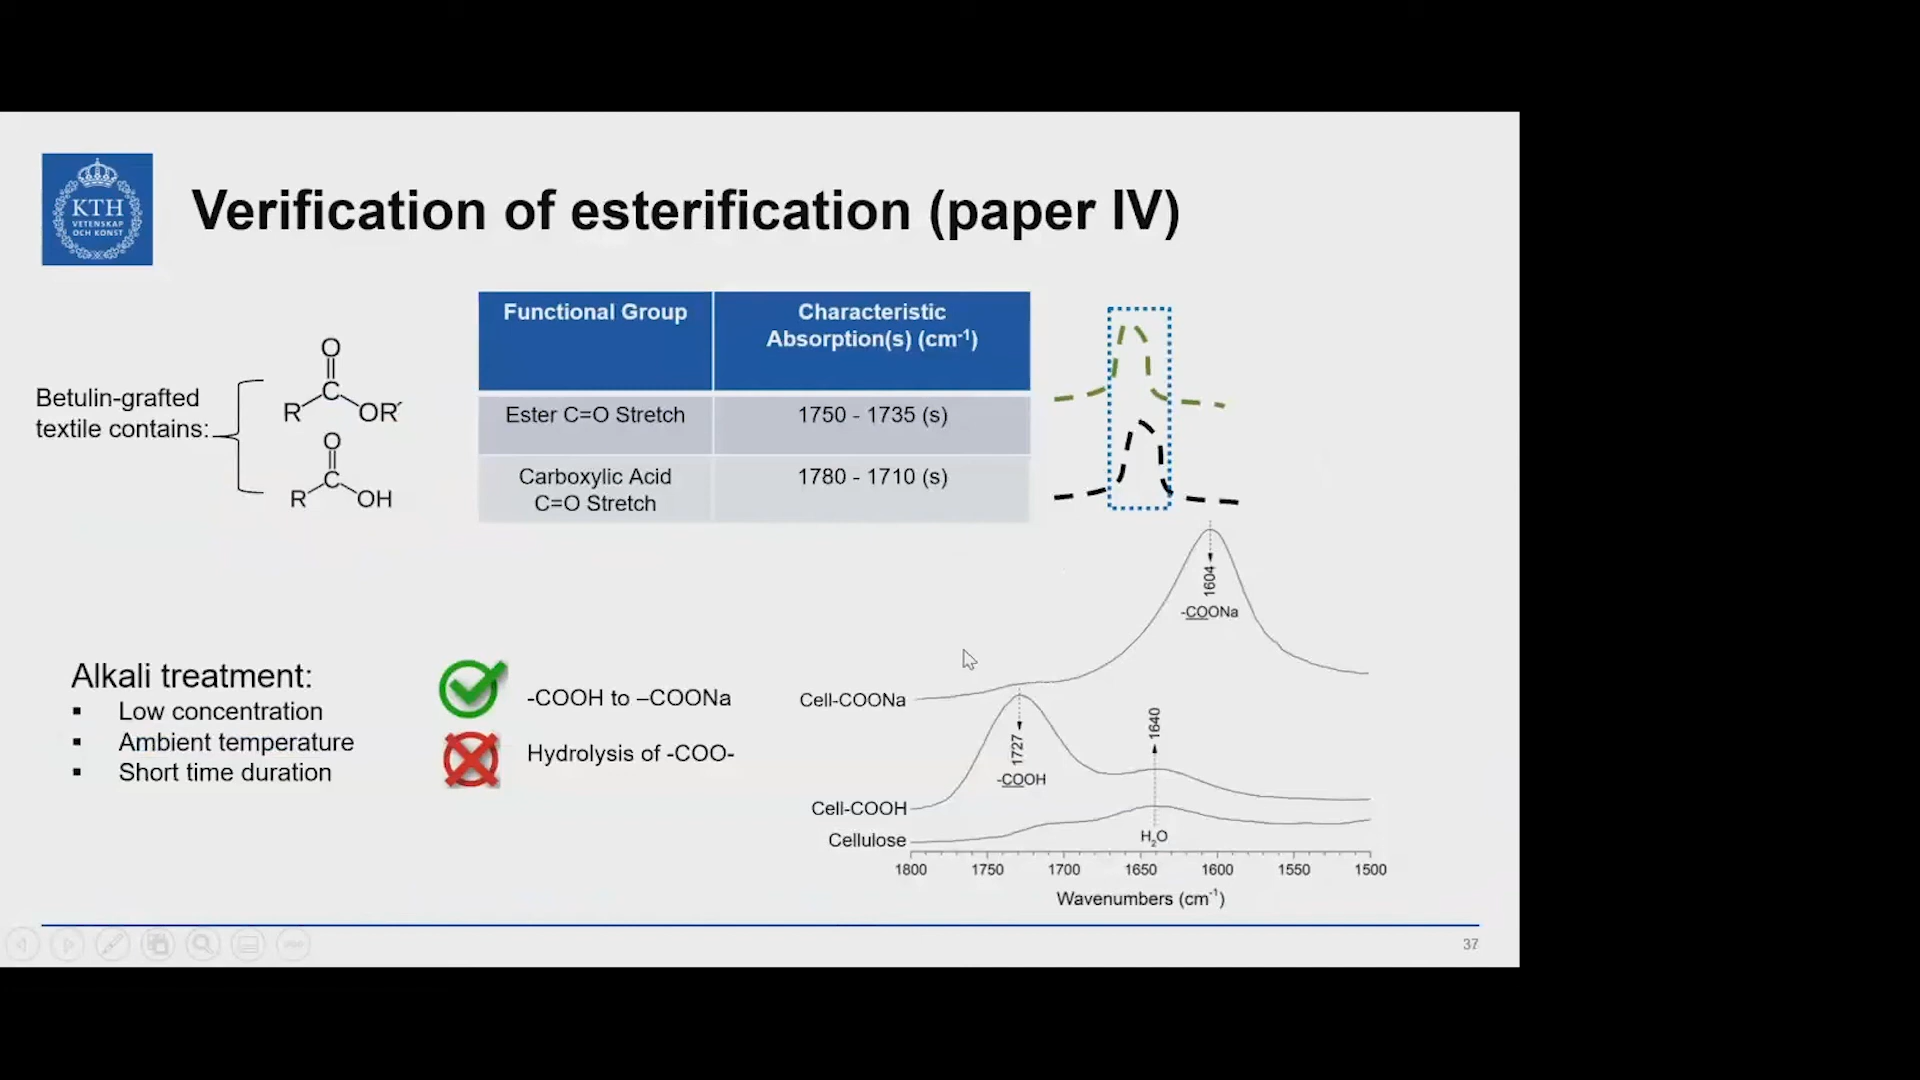 KTH
VETENSKAP
OCH KONST
Verification of esterification (paper IV)
Betulin-grafted
textile contains:
O
C
R
OR′
O
C
R
OH
Functional Group
Characteristic
Absorption(s) (cm-1)
Ester C=O Stretch
1750 - 1735 (s)
Carboxylic Acid
C=O Stretch
1780 - 1710 (s)
Alkali treatment:
▪ Low concentration
▪ Ambient temperature
▪ Short time duration
-COOH to –COONa
Hydrolysis of -COO-
1604
-COONa
Cell-COONa
1727
-COOH
1640
Cell-COOH
Cellulose
H2O
1800 1750 1700 1650 1600 1550 1500
Wavenumbers (cm-1)
37